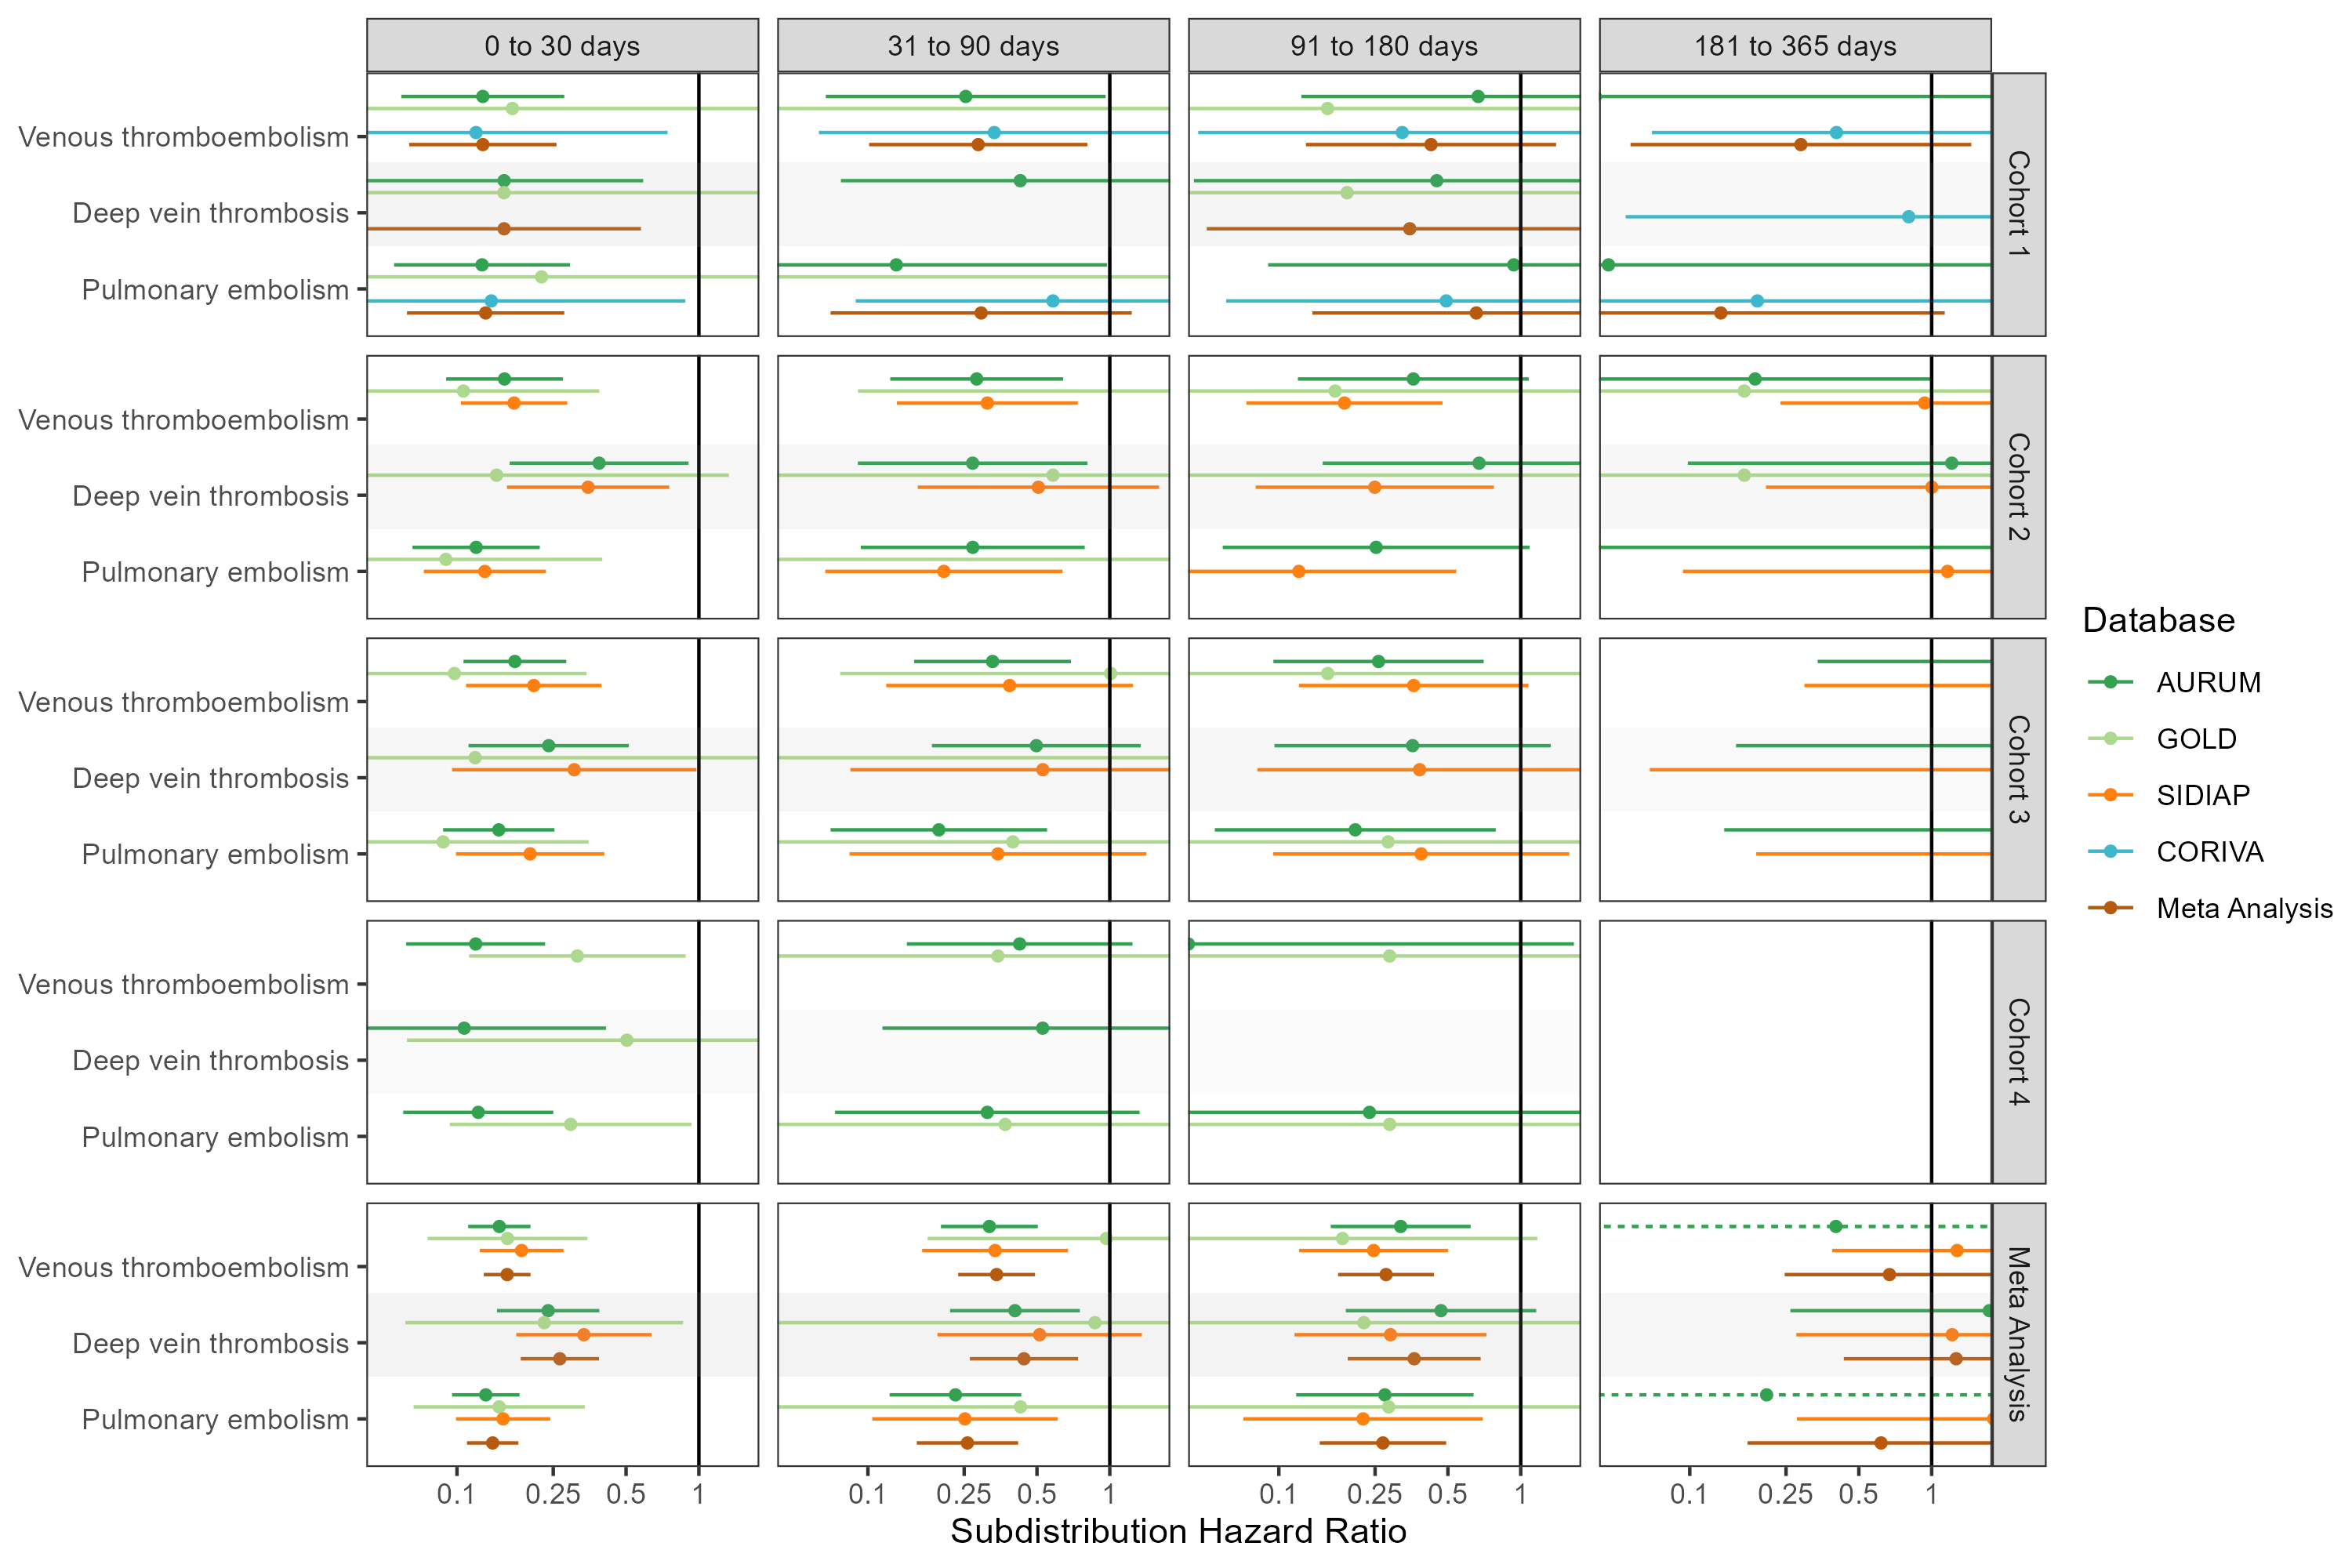 0 to 30 days
31 to 90 days
91 to 180 days
181 to 365 days
Venous thromboembolism
Deep vein thrombosis
Pulmonary embolism
Cohort 1
Venous thromboembolism
Deep vein thrombosis
Pulmonary embolism
Cohort 2
Venous thromboembolism
Deep vein thrombosis
Pulmonary embolism
Cohort 3
Venous thromboembolism
Deep vein thrombosis
Pulmonary embolism
Cohort 4
Venous thromboembolism
Deep vein thrombosis
Pulmonary embolism
Meta Analysis
0.1 0.25 0.5 1
0.1 0.25 0.5 1
0.1 0.25 0.5 1
0.1 0.25 0.5 1
Subdistribution Hazard Ratio
Database
AURUM
GOLD
SIDIAP
CORIVA
Meta Analysis